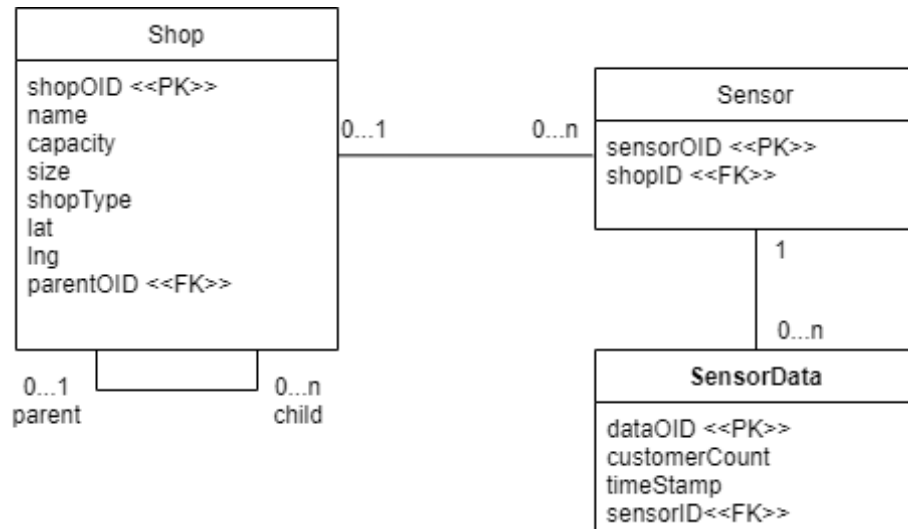 Shop
shopOID <<PK>>
name
capacity
size
shopType
lat
lng
parentOID <<FK>>
0...1
0...n
Sensor
sensorOID <<PK>>
shopID <<FK>>
1
0...n
0...1
parent
0...n
child
SensorData
dataOID <<PK>>
customerCount
timeStamp
sensorID<<FK>>